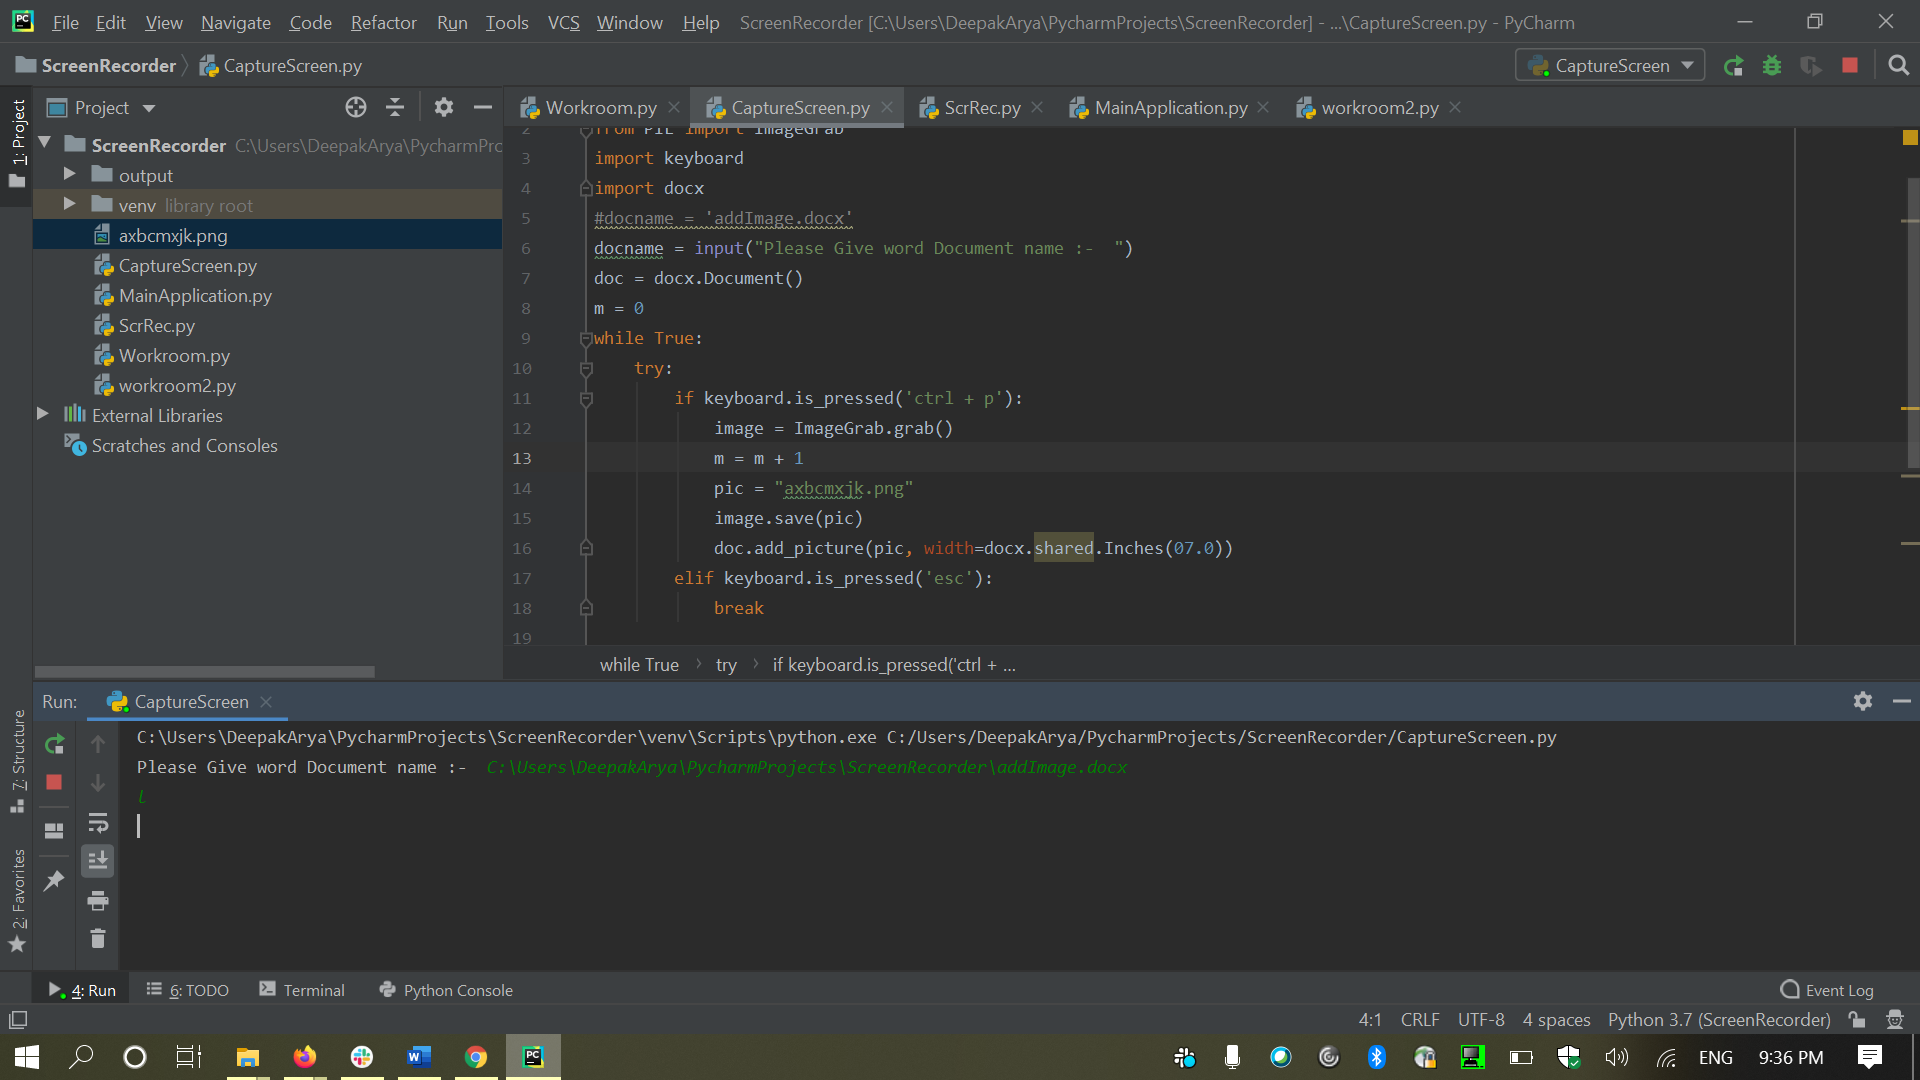 File Edit View Navigate Code Refactor Run Tools VCS Window Help ScreenRecorder [C:\Users\DeepakArya\PycharmProjects\ScreenRecorder] - ...\CaptureScreen.py - PyCharm
ScreenRecorder CaptureScreen.py CaptureScreen
1: Project
Project
ScreenRecorder C:\Users\DeepakArya\PycharmPro
output
venv library root
axbcmxjk.png
CaptureScreen.py
MainApplication.py
ScrRec.py
Workroom.py
workroom2.py
External Libraries
Scratches and Consoles
Workroom.py CaptureScreen.py ScrRec.py MainApplication.py workroom2.py
2 from PIL import ImageGrab
3 import keyboard
4 import docx
5 #docname = 'addImage.docx'
6 docname = input("Please Give word Document name :-  ")
7 doc = docx.Document()
8 m = 0
9 while True:
10 try:
11 if keyboard.is_pressed('ctrl + p'):
12 image = ImageGrab.grab()
13 m = m + 1
14 pic = "axbcmxjk.png"
15 image.save(pic)
16 doc.add_picture(pic, width=docx.shared.Inches(07.0))
17 elif keyboard.is_pressed('esc'):
18 break
19
while True › try › if keyboard.is_pressed('ctrl + ...
Run: CaptureScreen
C:\Users\DeepakArya\PycharmProjects\ScreenRecorder\venv\Scripts\python.exe C:/Users/DeepakArya/PycharmProjects/ScreenRecorder/CaptureScreen.py
Please Give word Document name :-  C:\Users\DeepakArya\PycharmProjects\ScreenRecorder\addImage.docx
l
7: Structure
2: Favorites
4: Run 6: TODO Terminal Python Console Event Log
4:1 CRLF UTF-8 4 spaces Python 3.7 (ScreenRecorder)
ENG 9:36 PM